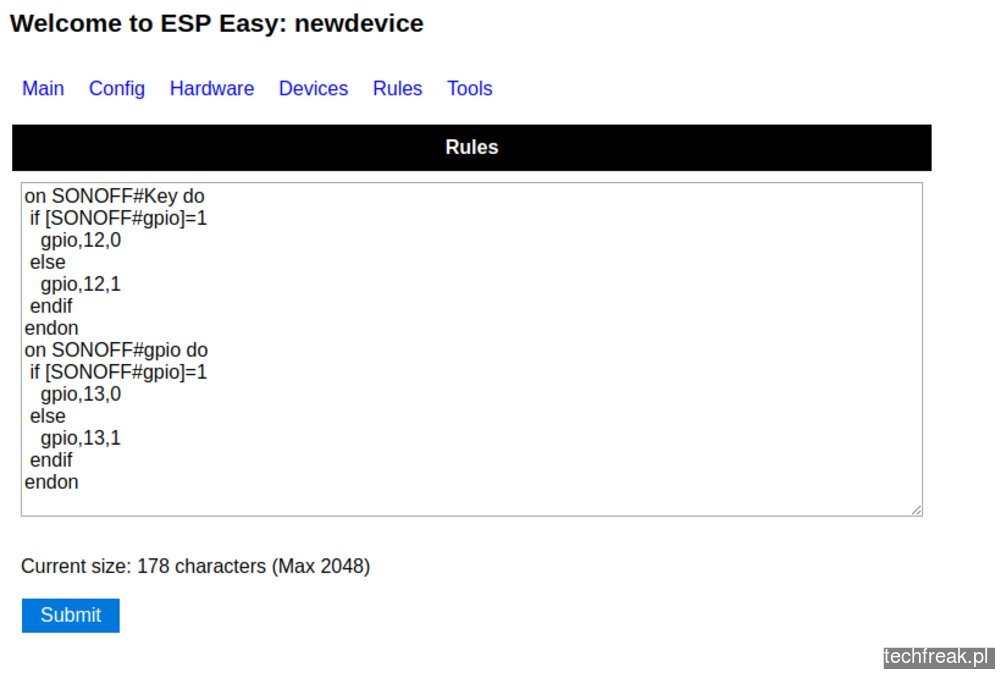 Welcome to ESP Easy: newdevice
Main Config Hardware Devices Rules Tools
Rules
on SONOFF#Key do
if [SONOFF#gpio]=1
gpio,12,0
else
gpio,12,1
endif
endon
on SONOFF#gpio do
if [SONOFF#gpio]=1
gpio,13,0
else
gpio,13,1
endif
endon
Current size: 178 characters (Max 2048)
Submit
techfreak.pl